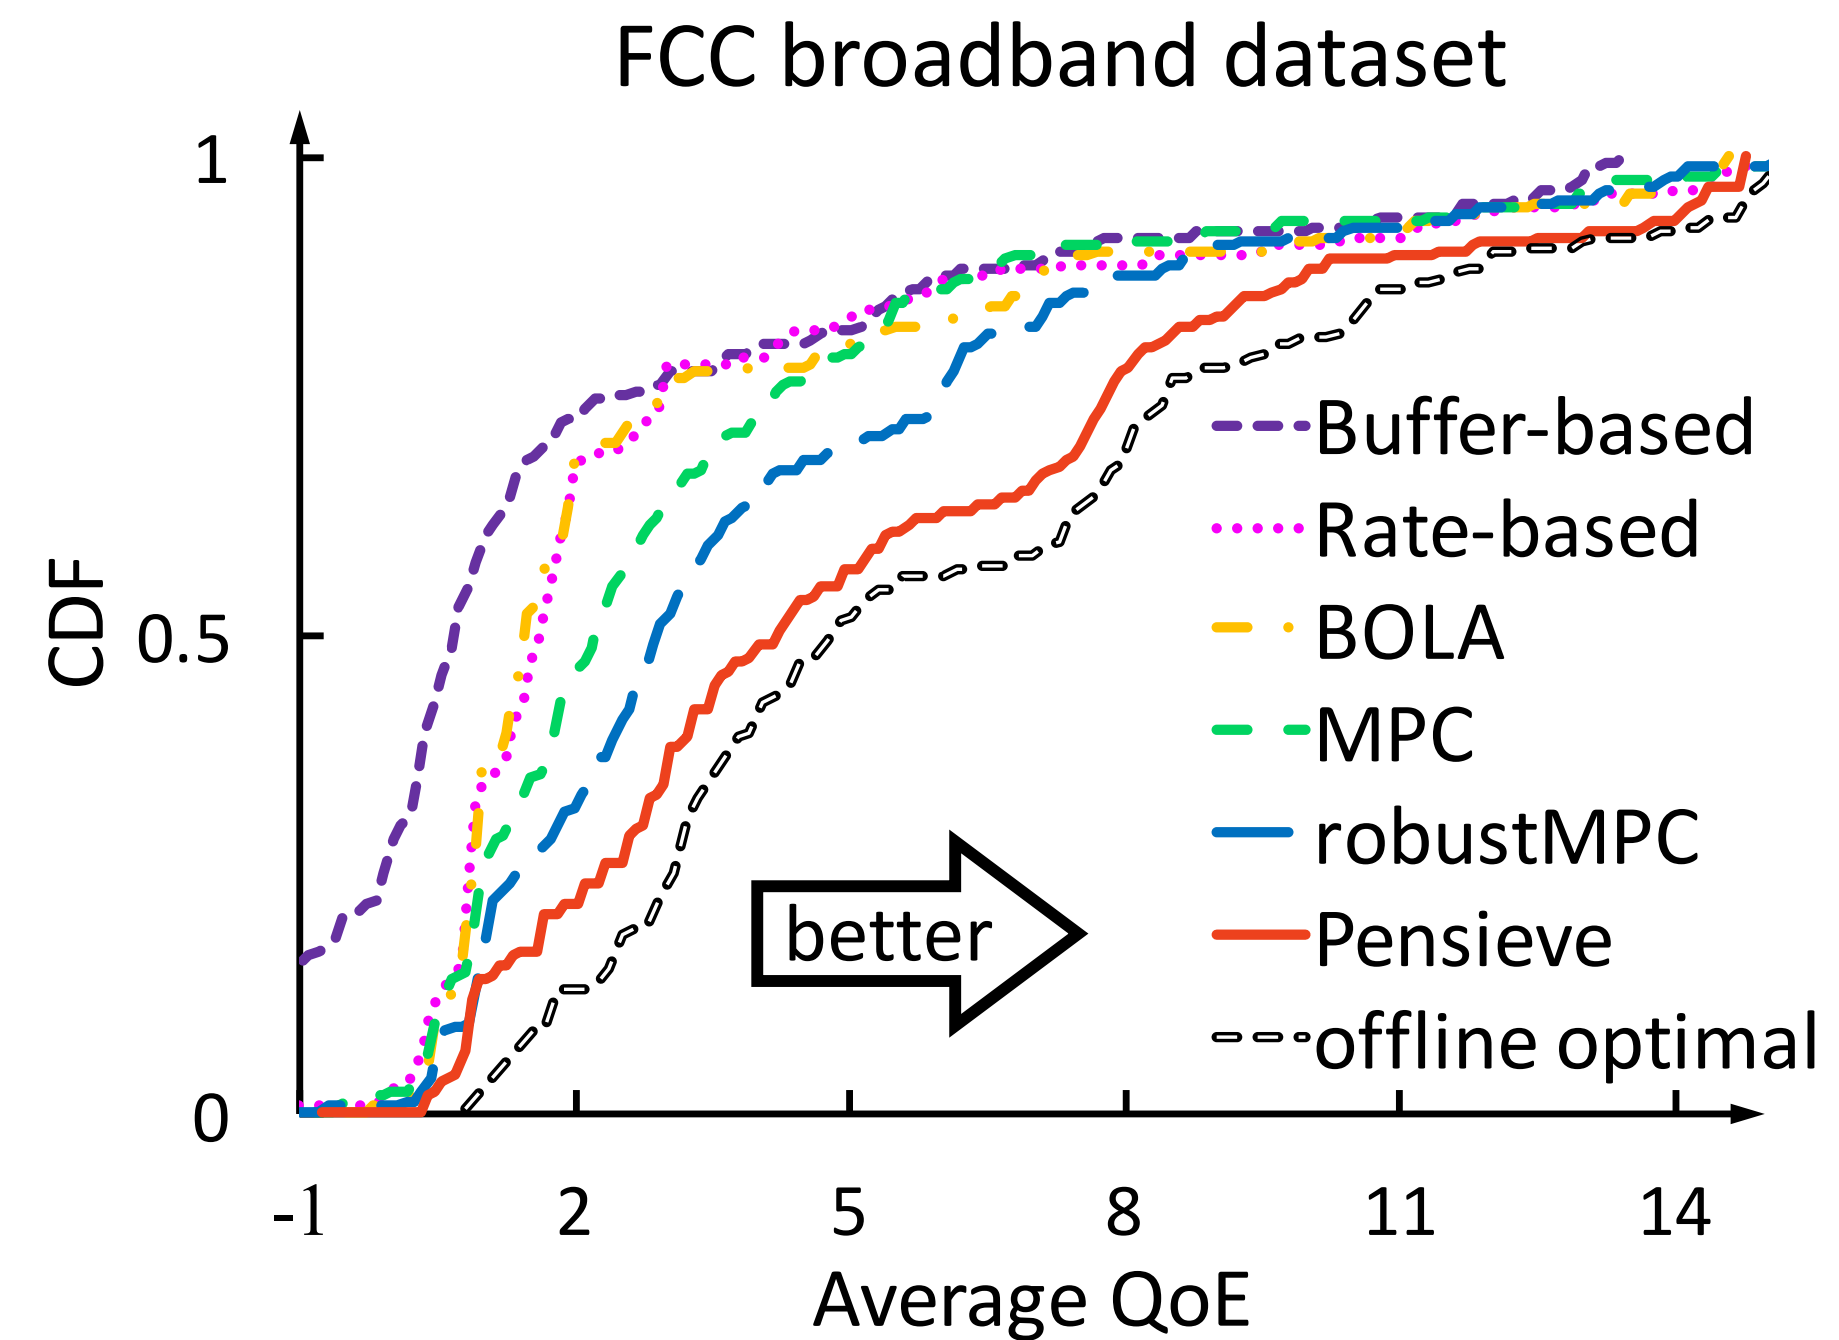 FCC broadband dataset
1
0.5
0
CDF
Buffer-based
Rate-based
BOLA
MPC
robustMPC
Pensieve
offline optimal
better
-1 2 5 8 11 14
Average QoE